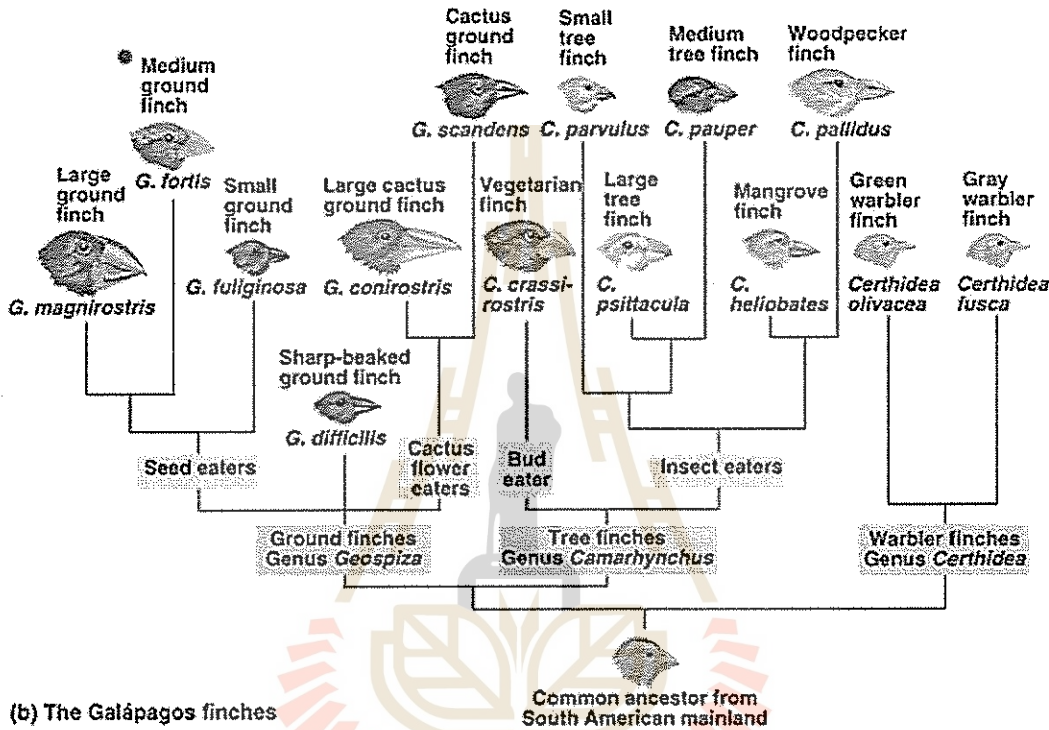 Cactus
ground
finch
G. scandens
Small
tree
finch
C. parvulus
Medium
tree finch
C. pauper
Woodpecker
finch
C. pallidus
Medium
ground
finch
G. fortis
Large
ground
finch
G. magnirostris
Small
ground
finch
G. fuliginosa
Large cactus
ground finch
G. conirostris
Vegetarian
finch
C. crassi-
rostris
Large
tree
finch
C.
psittacula
Mangrove
finch
C.
heliobates
Green
warbler
finch
Certhidea
olivacea
Gray
warbler
finch
Certhidea
fusca
Sharp-beaked
ground finch
G. difficilis
Seed eaters
Cactus
flower
eaters
Bud
eater
Insect eaters
Ground finches
Genus Geospiza
Tree finches
Genus Camarhynchus
Warbler finches
Genus Certhidea
Common ancestor from
South American mainland
(b) The Galápagos finches